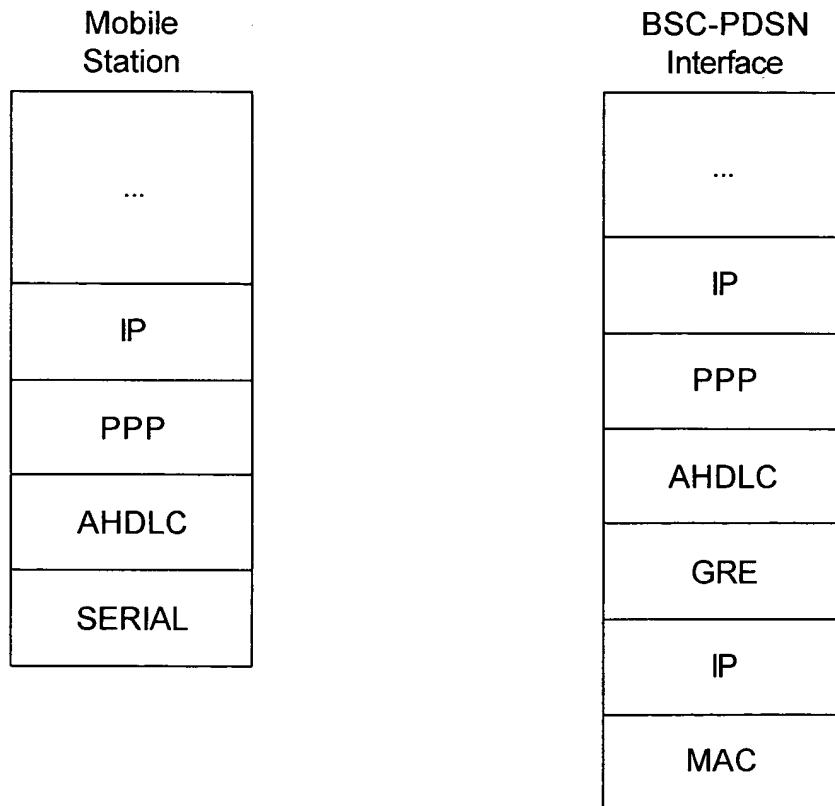 Mobile
Station
...
IP
PPP
AHDLC
SERIAL
BSC-PDSN
Interface
...
IP
PPP
AHDLC
GRE
IP
MAC